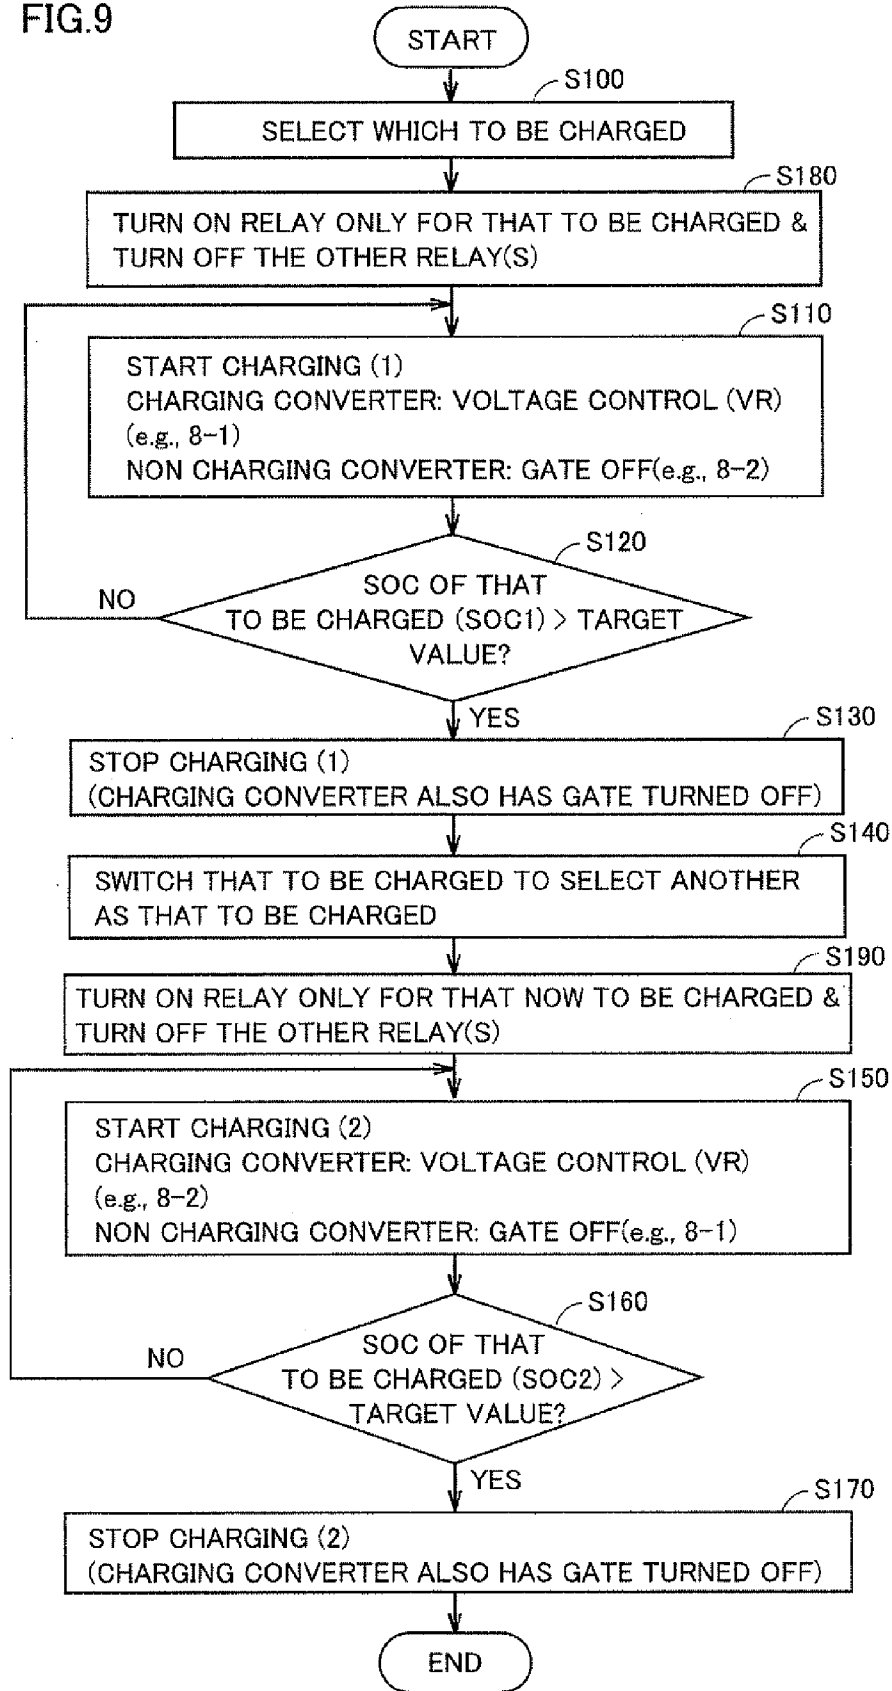 FIG.9
START
S100
SELECT WHICH TO BE CHARGED
S180
TURN ON RELAY ONLY FOR THAT TO BE CHARGED &
TURN OFF THE OTHER RELAY(S)
S110
START CHARGING (1)
CHARGING CONVERTER: VOLTAGE CONTROL (VR)
(e.g., 8-1)
NON CHARGING CONVERTER: GATE OFF(e.g., 8-2)
S120
SOC OF THAT
TO BE CHARGED (SOC1) > TARGET
VALUE?
NO
YES
S130
STOP CHARGING (1)
(CHARGING CONVERTER ALSO HAS GATE TURNED OFF)
S140
SWITCH THAT TO BE CHARGED TO SELECT ANOTHER
AS THAT TO BE CHARGED
S190
TURN ON RELAY ONLY FOR THAT NOW TO BE CHARGED &
TURN OFF THE OTHER RELAY(S)
S150
START CHARGING (2)
CHARGING CONVERTER: VOLTAGE CONTROL (VR)
(e.g., 8-2)
NON CHARGING CONVERTER: GATE OFF(e.g., 8-1)
S160
SOC OF THAT
TO BE CHARGED (SOC2) >
TARGET VALUE?
NO
YES
S170
STOP CHARGING (2)
(CHARGING CONVERTER ALSO HAS GATE TURNED OFF)
END